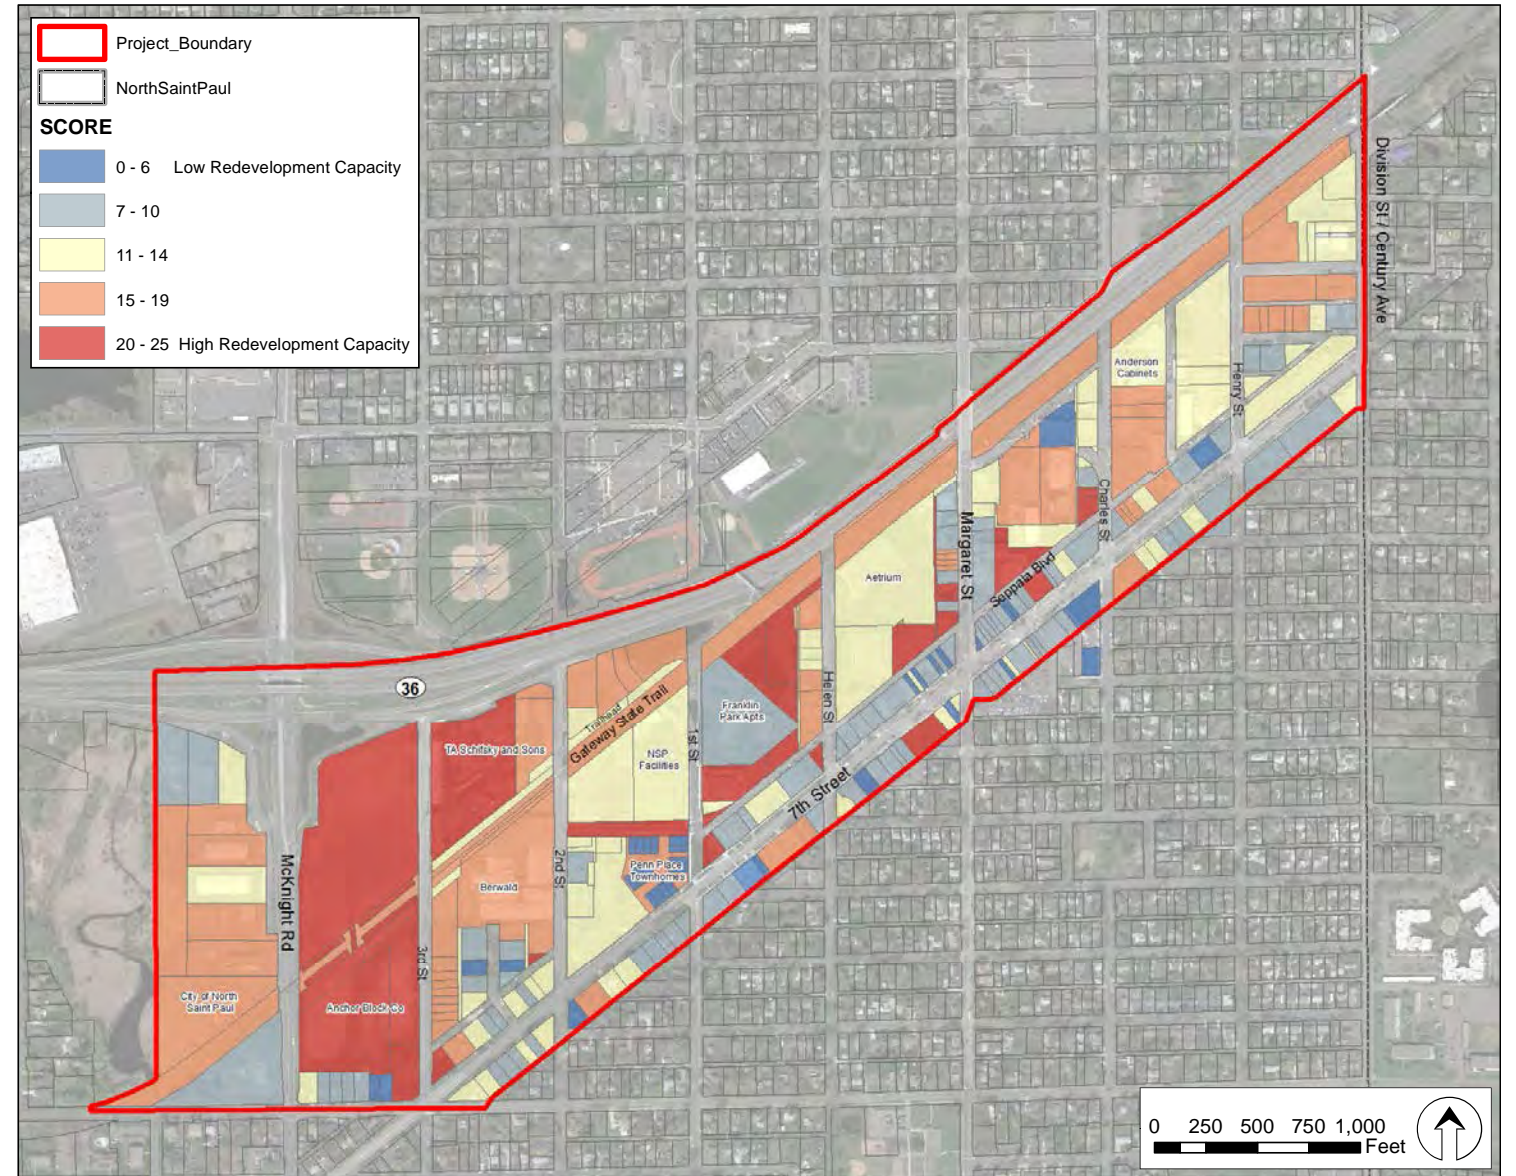 Project_Boundary
NorthSaintPaul
SCORE
0 - 6 Low Redevelopment Capacity
7 - 10
11 - 14
15 - 19
20 - 25 High Redevelopment Capacity
Division St / Century Ave
Anderson
Cabinets
Henry St
Charles St
Margaret St
Aetrium
Seppala Blvd
36
Helen St
Franklin
Park Apts
Trailhead
Gateway State Trail
1st St
TA Schifsky and Sons
NSP
Facilities
7th Street
McKnight Rd
2nd St
Penn Place
Townhomes
Berwald
3rd St
City of North
Saint Paul
Anchor Block Co
0 250 500 750 1,000
Feet